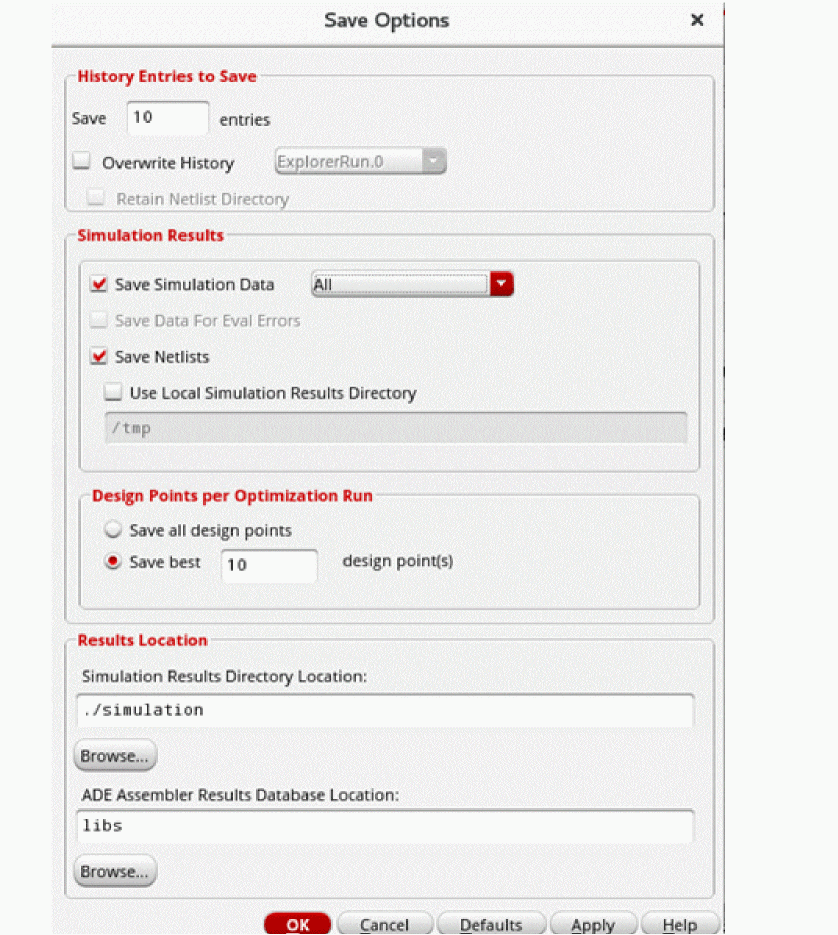 Save Options
History Entries to Save
Save 10 entries
Overwrite History ExplorerRun.0
Retain Netlist Directory
Simulation Results
Save Simulation Data All
Save Data For Eval Errors
Save Netlists
Use Local Simulation Results Directory
/tmp
Design Points per Optimization Run
Save all design points
Save best 10 design point(s)
Results Location
Simulation Results Directory Location:
./simulation
Browse...
ADE Assembler Results Database Location:
libs
Browse...
OK Cancel Defaults Apply Help